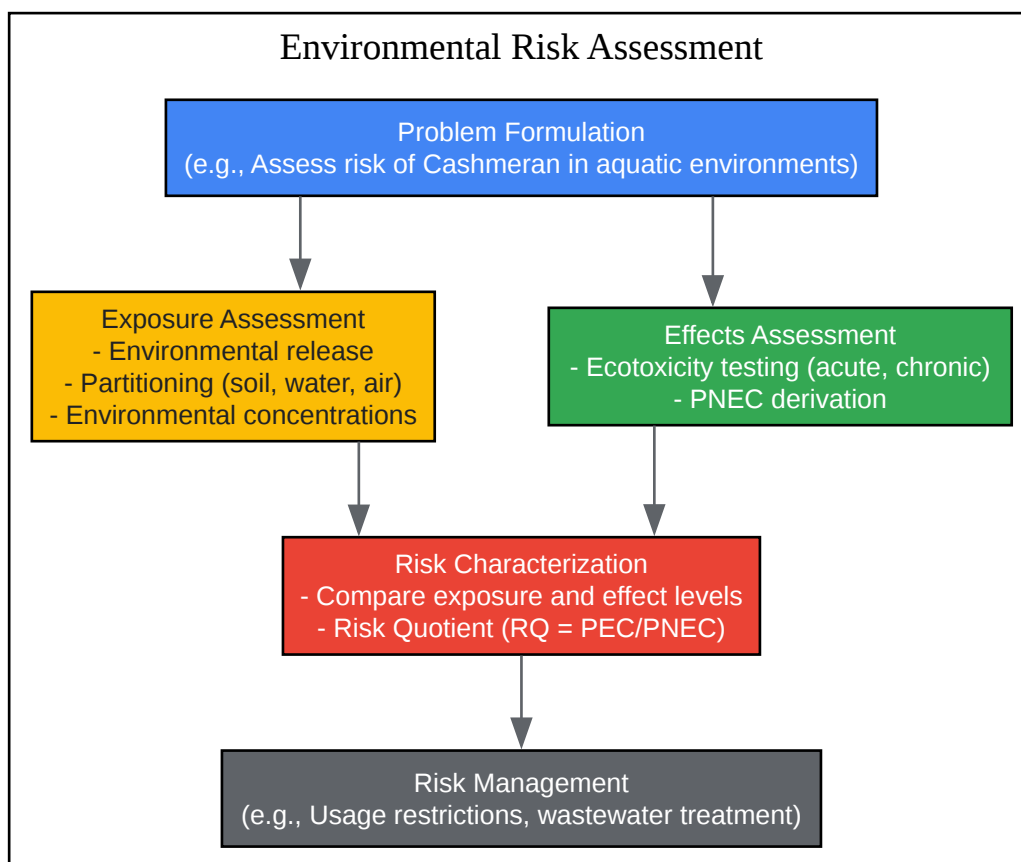 Environmental Risk Assessment
Problem Formulation
(e.g., Assess risk of Cashmeran in aquatic environments)
Exposure Assessment
- Environmental release
- Partitioning (soil, water, air)
- Environmental concentrations
Effects Assessment
- Ecotoxicity testing (acute, chronic)
- PNEC derivation
Risk Characterization
- Compare exposure and effect levels
- Risk Quotient (RQ = PEC/PNEC)
Risk Management
(e.g., Usage restrictions, wastewater treatment)